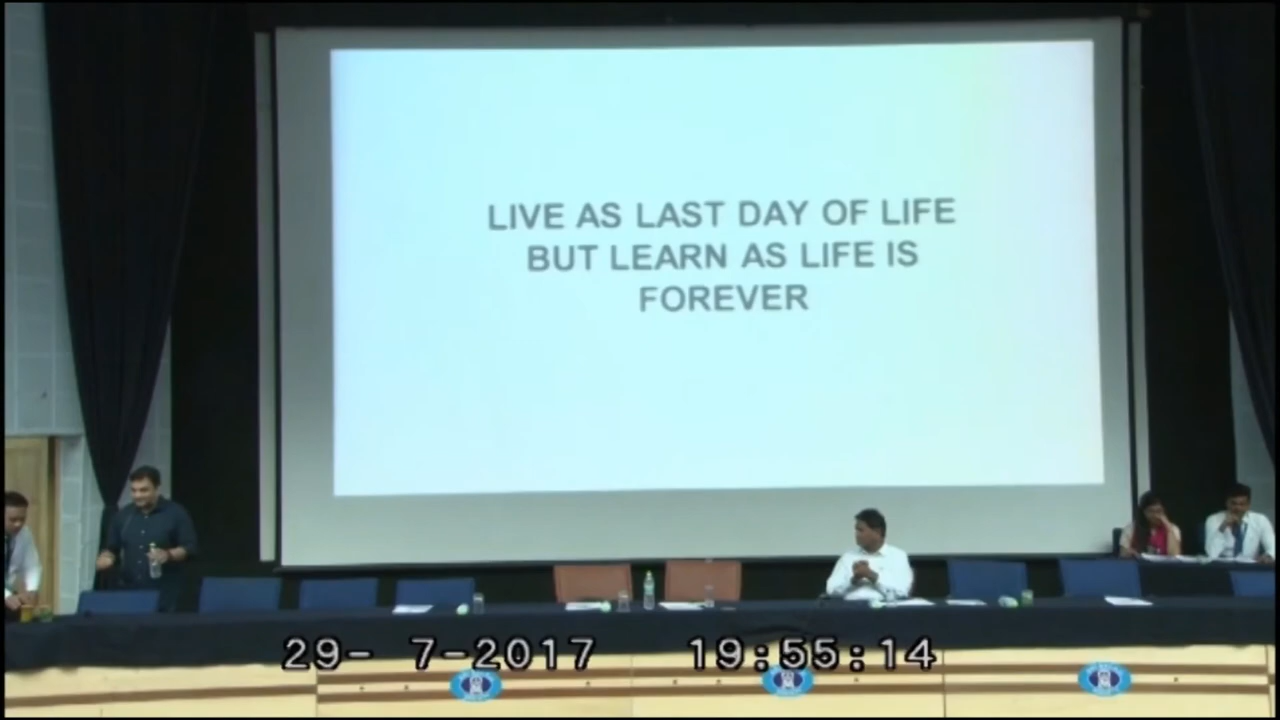 LIVE AS LAST DAY OF LIFE
BUT LEARN AS LIFE IS
FOREVER
29- 7-2017 19:55:14